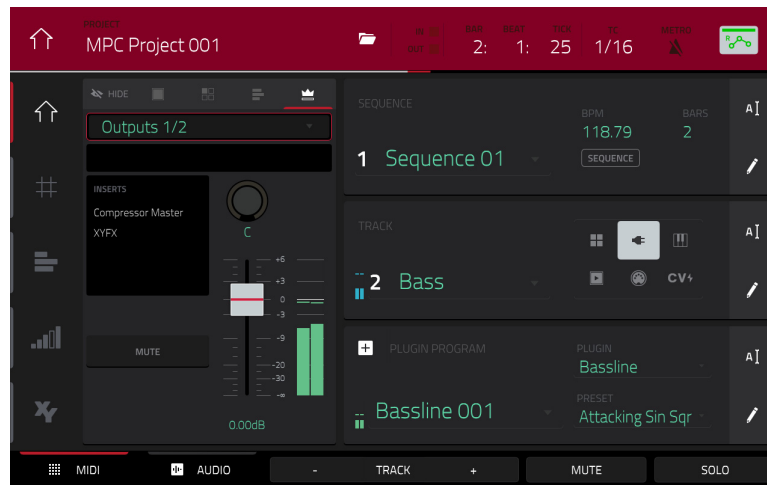 PROJECT
MPC Project 001
IN
OUT
BAR BEAT TICK TC METRO
2: 1: 25 1/16
R
HIDE
Outputs 1/2
INSERTS
Compressor Master
XYFX
C
+6
+3
0
-3
-9
-20
-30
-∞
MUTE
0.00dB
SEQUENCE
1 Sequence 01
BPM
118.79
BARS
2
SEQUENCE
A
TRACK
2 Bass
CV
A
PLUGIN PROGRAM
Bassline 001
PLUGIN
Bassline
PRESET
Attacking Sin Sqr
A
XY
MIDI AUDIO - TRACK + MUTE SOLO